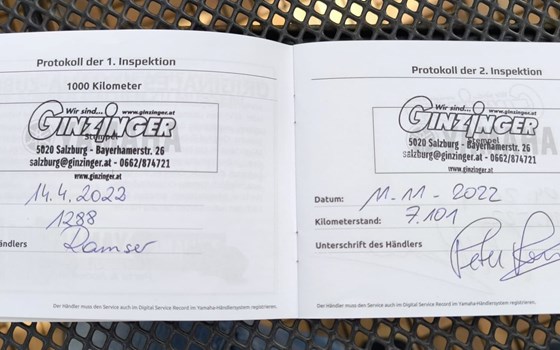 Protokoll der 1. Inspektion
1000 Kilometer
Wir sind... www.ginzinger.at
GINZINGER
Stempel
5020 Salzburg - Bayerhamerstr. 26
salzburg@ginzinger.at - 0662/874721
www.ginzinger.at
14.4.2022
1288
ändlers Ramser
Der Händler muss den Service auch im Digital Service Record im Yamaha-Händlersystem registrieren.
Protokoll der 2. Inspektion
Wir sind... www.ginzinger.at
GINZINGER
Stempel
5020 Salzburg - Bayerhamerstr. 26
salzburg@ginzinger.at - 0662/874721
www.ginzinger.at
Datum: 11.11-2022
Kilometerstand: 7.101
Unterschrift des Händlers Peter
Der Händler muss den Service auch im Digital Service Record im Yamaha-Händlersystem registrieren.